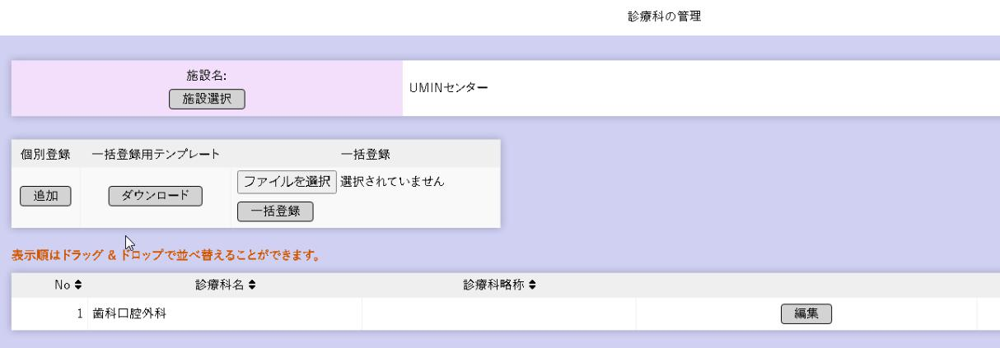 診療科の管理
施設名:
施設選択
UMINセンター
個別登録 一括登録用テンプレート 一括登録
追加 ダウンロード ファイルを選択 選択されていません
一括登録
表示順はドラッグ & ドロップで並べ替えることができます。
No 診療科名 診療科略称
1 歯科口腔外科 編集